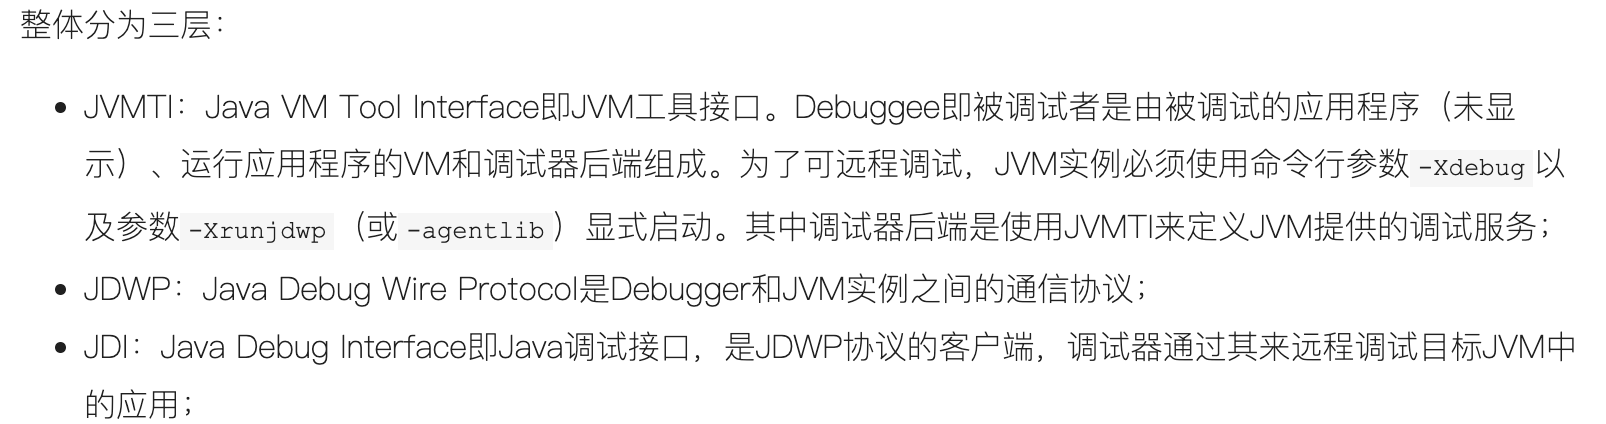 整体分为三层：
• JVMTI：Java VM Tool Interface即JVM工具接口。Debuggee即被调试者是由被调试的应用程序（未显
示）、运行应用程序的VM和调试器后端组成。为了可远程调试，JVM实例必须使用命令行参数 -Xdebug 以
及参数 -Xrunjdwp （或 -agentlib ）显式启动。其中调试器后端是使用JVMTI来定义JVM提供的调试服务；
• JDWP：Java Debug Wire Protocol是Debugger和JVM实例之间的通信协议；
• JDI：Java Debug Interface即Java调试接口，是JDWP协议的客户端，调试器通过其来远程调试目标JVM中
的应用；